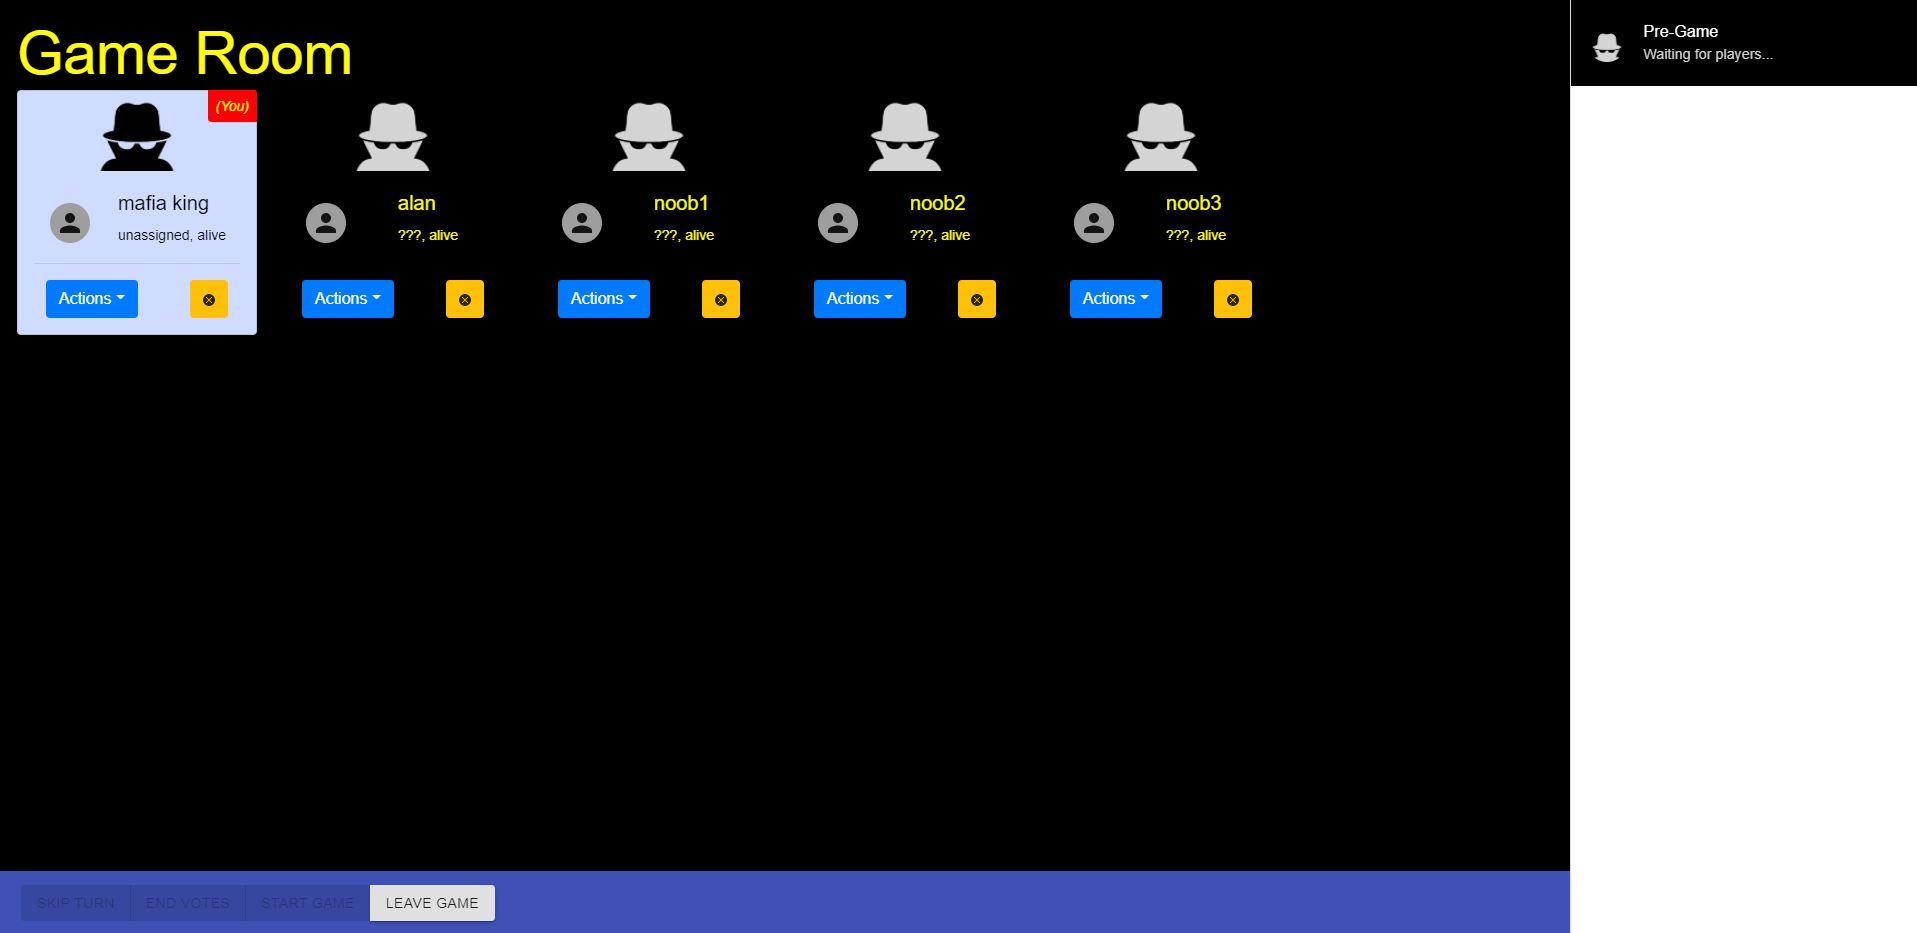 Game Room
(You)
mafia king
unassigned, alive
Actions
alan
???, alive
Actions
noob1
???, alive
Actions
noob2
???, alive
Actions
noob3
???, alive
Actions
Pre-Game
Waiting for players...
SKIP TURN
END VOTES
START GAME
LEAVE GAME